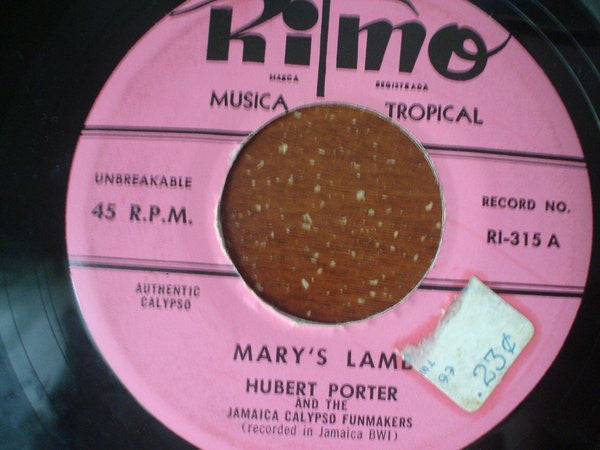 Ritmo
MARCA REGISTRADA
MUSICA TROPICAL
UNBREAKABLE
45 R.P.M.
RECORD NO.
RI-315 A
AUTHENTIC
CALYPSO
MARY'S LAMB
HUBERT PORTER
AND THE
JAMAICA CALYPSO FUNMAKERS
(recorded in Jamaica BWI)
.23¢